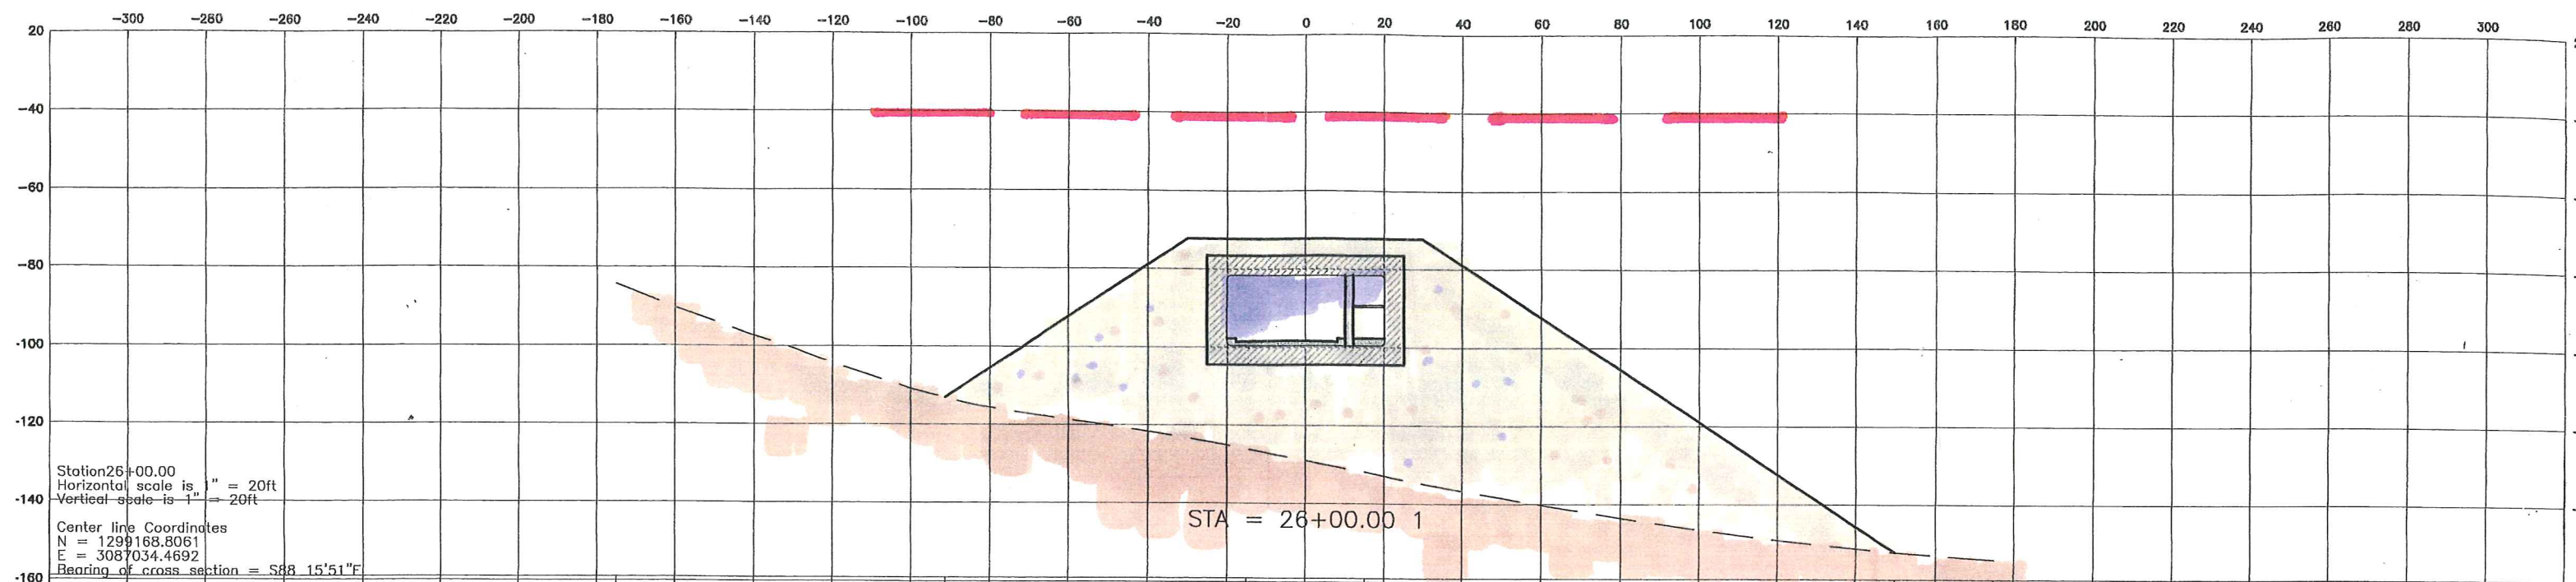 -300 -280 -260 -240 -220 -200 -180 -160 -140 -120 -100 -80 -60 -40 -20 0 20 40 60 80 100 120 140 160 180 200 220 240 260 280 300
20
-40
-60
-80
-100
-120
-140
-160
Station26+00.00
Horizontal scale is 1" = 20ft
Vertical scale is 1" = 20ft
Center line Coordinates
N = 1299168.8061
E = 3087034.4692
Bearing of cross section = S88 15'51"E
STA = 26+00.00 1